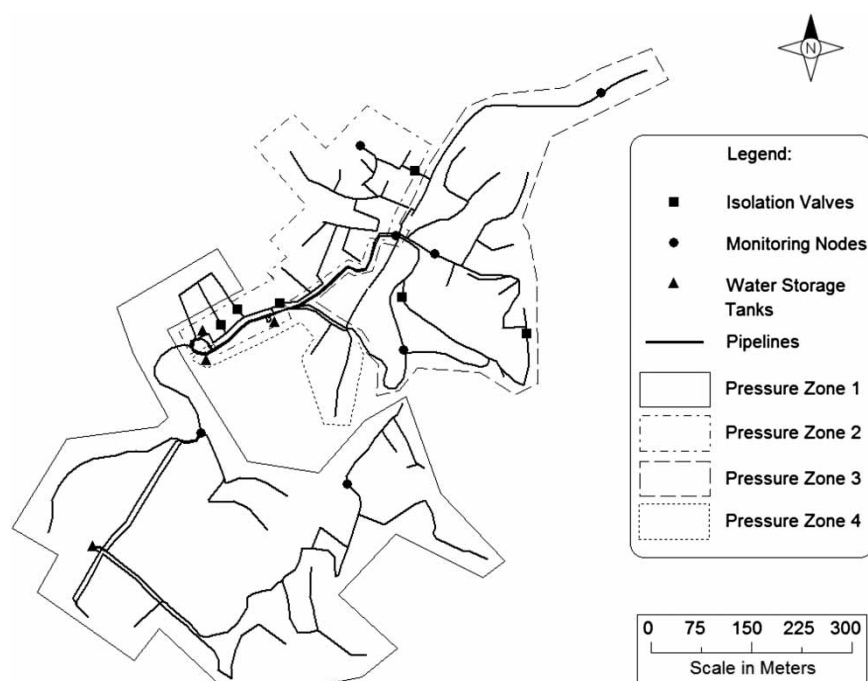 N
Legend:
Isolation Valves
Monitoring Nodes
Water Storage
Tanks
Pipelines
Pressure Zone 1
Pressure Zone 2
Pressure Zone 3
Pressure Zone 4
0 75 150 225 300
Scale in Meters